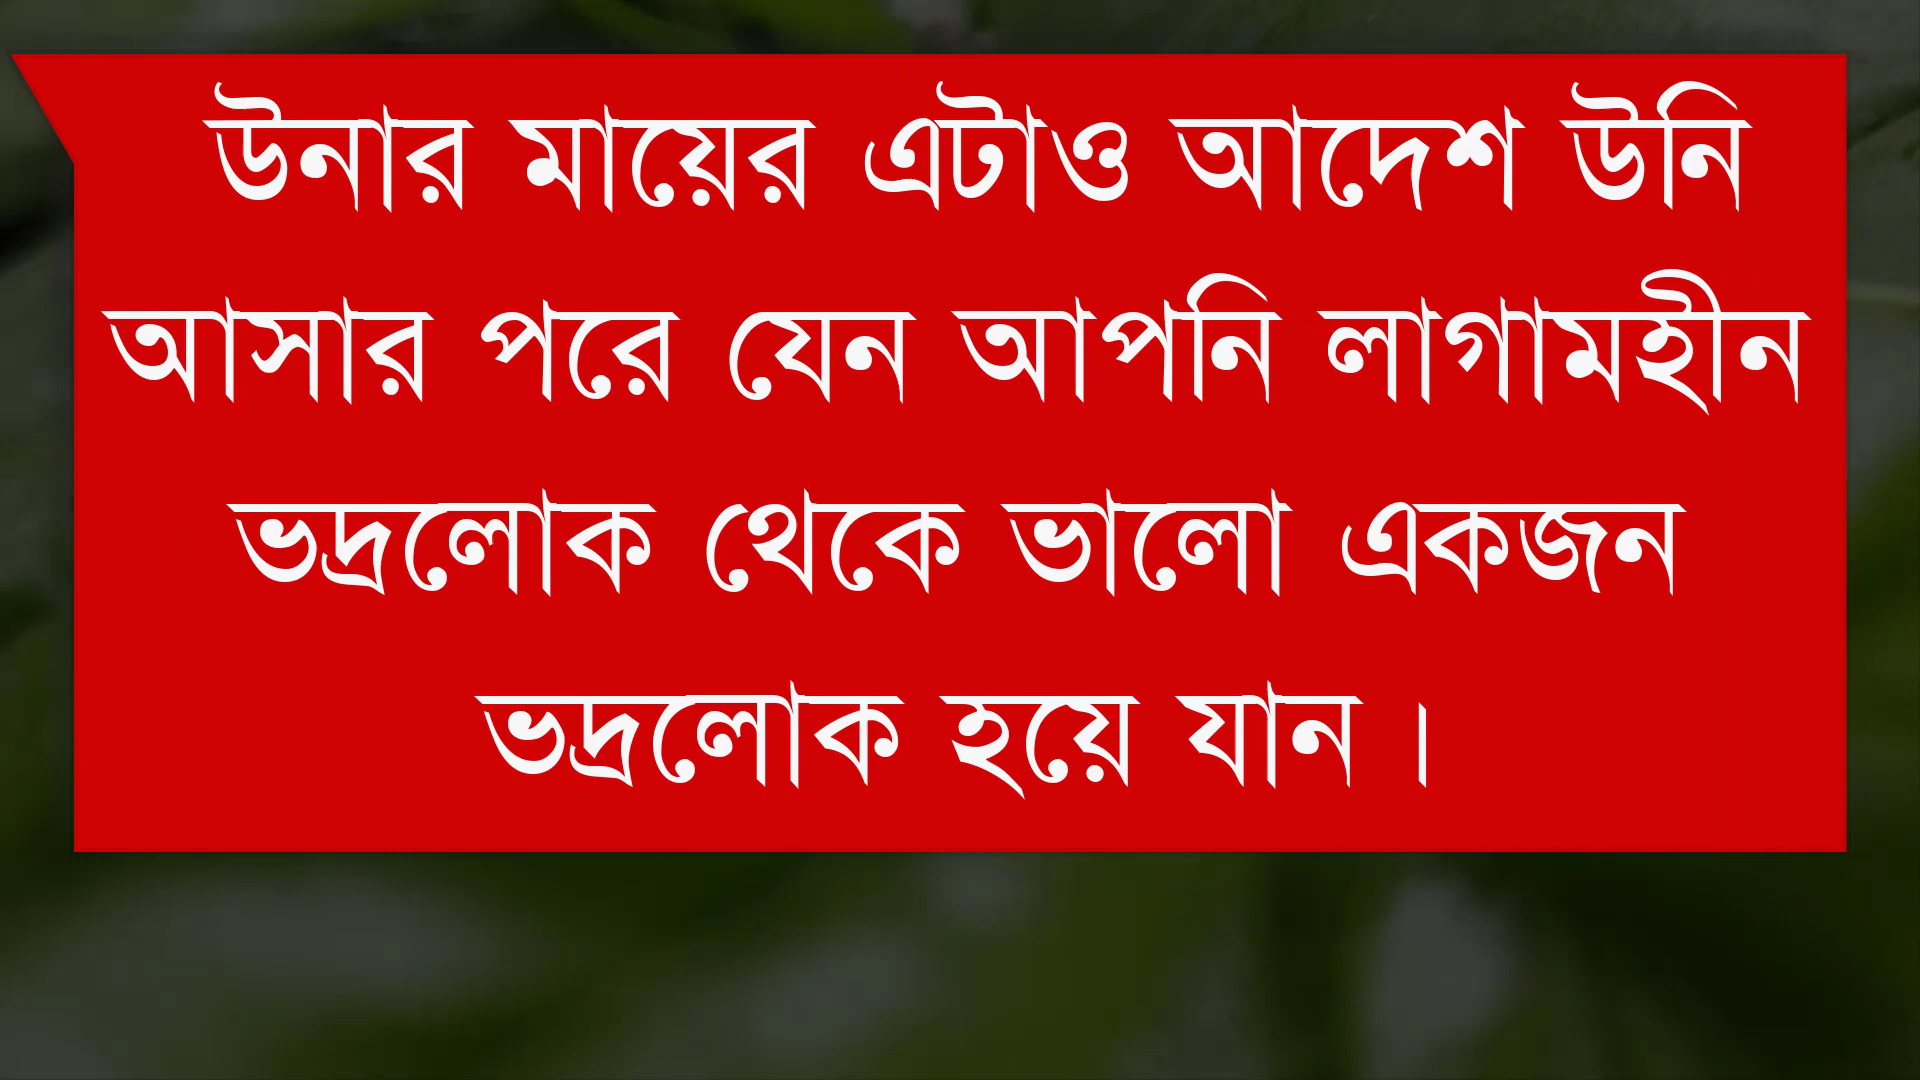 উনার মায়ের এটাও আদেশ উনি
আসার পরে যেন আপনি লাগামহীন
ভদ্রলোক থেকে ভালো একজন
ভদ্রলোক হয়ে যান।